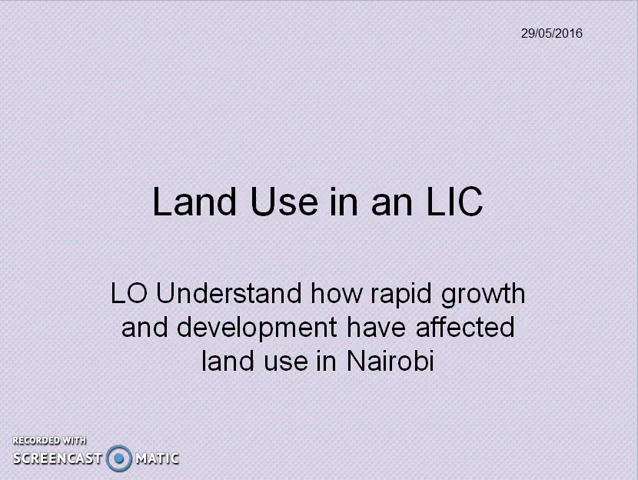 29/05/2016
Land Use in an LIC
LO Understand how rapid growth
and development have affected
land use in Nairobi
RECORDED WITH
SCREENCAST MATIC